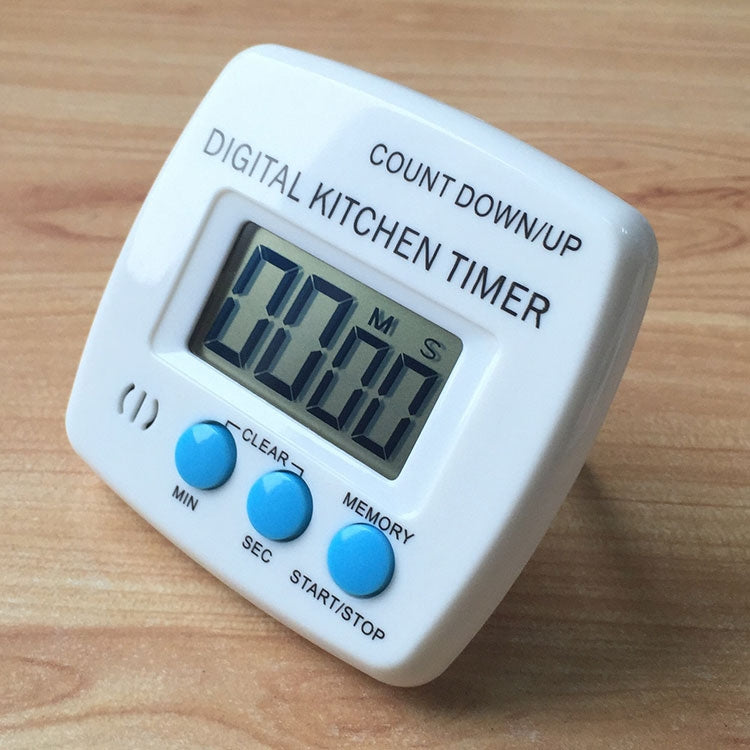 COUNT DOWN/UP
DIGITAL KITCHEN TIMER
M S
00 00
CLEAR
MIN
SEC
MEMORY
START/STOP